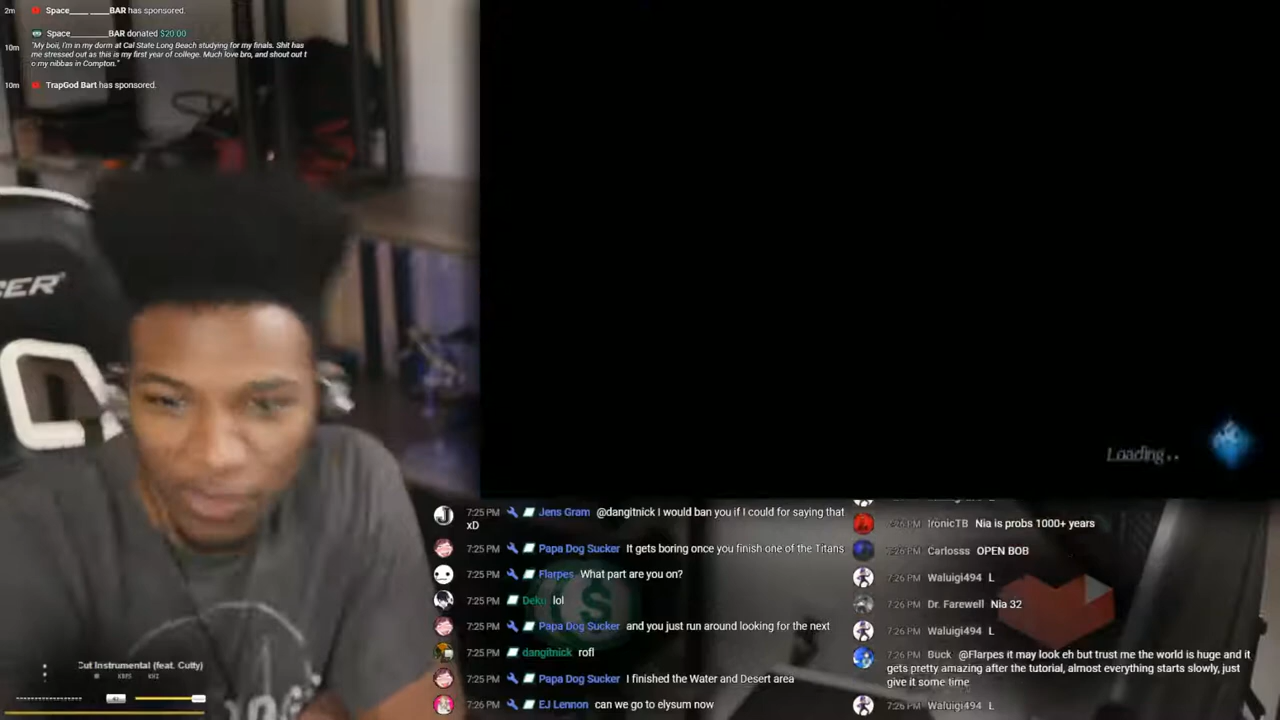 2m Space_____ ____BAR has sponsored.
Space_________BAR donated $20.00
10m "My boii, I'm in my dorm at Cal State Long Beach studying for my finals. Shit has
me stressed out as this is my first year of college. Much love bro, and shout out t
o my nibbas in Compton."
10m TrapGod Bart has sponsored.
CER
Loading..
7:25 PM Jens Gram @dangitnick I would ban you if I could for saying that
xD
7:25 PM Papa Dog Sucker It gets boring once you finish one of the Titans
7:25 PM Flarpes What part are you on?
7:25 PM Deku lol
7:25 PM Papa Dog Sucker and you just run around looking for the next
7:25 PM dangitnick rofl
7:26 PM Papa Dog Sucker I finished the Water and Desert area
7:26 PM EJ Lennon can we go to elysum now
7:26 PM IronicTB Nia is probs 1000+ years
7:26 PM Carlosss OPEN BOB
7:26 PM Waluigi494 L
7:26 PM Dr. Farewell Nia 32
7:26 PM Waluigi494 L
7:26 PM Buck @Flarpes it may look eh but trust me the world is huge and it
gets pretty amazing after the tutorial, almost everything starts slowly, just
give it some time
7:26 PM Waluigi494 L
Cut Instrumental (feat. Cutty)
S